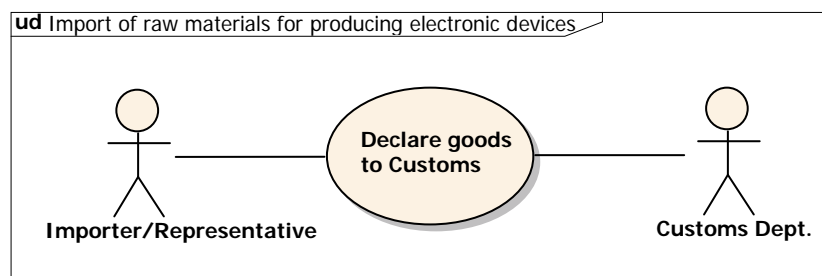 ud Import of raw materials for producing electronic devices
Declare goods
to Customs
Importer/Representative
Customs Dept.